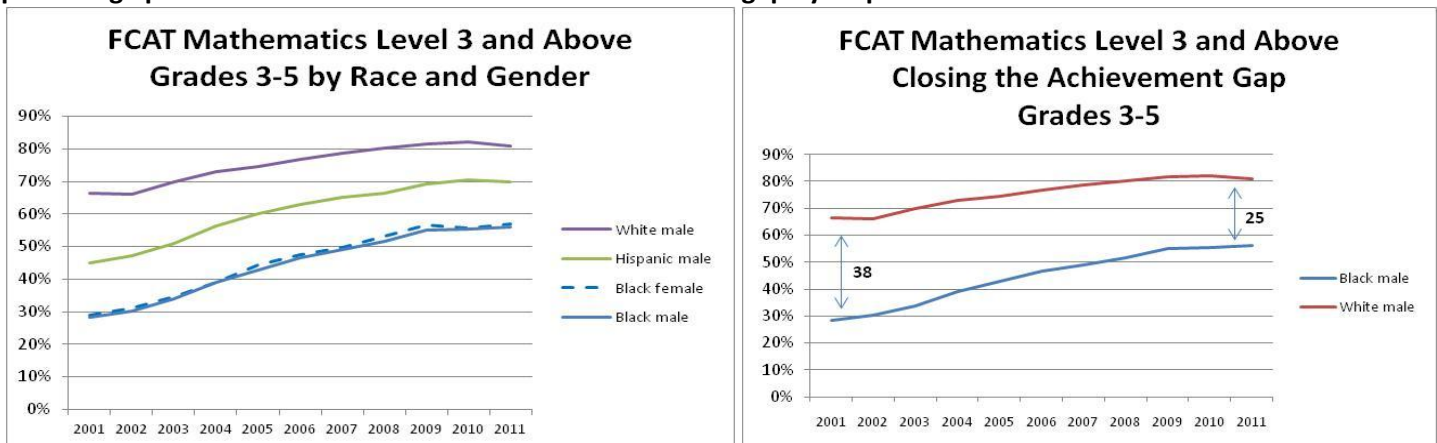 FCAT Mathematics Level 3 and Above
Grades 3-5 by Race and Gender
90%
80%
70%
60%
50%
40%
30%
20%
10%
0%
2001 2002 2003 2004 2005 2006 2007 2008 2009 2010 2011
White male
Hispanic male
Black female
Black male
FCAT Mathematics Level 3 and Above
Closing the Achievement Gap
Grades 3-5
90%
80%
70%
60%
50%
40%
30%
20%
10%
0%
38
25
2001 2002 2003 2004 2005 2006 2007 2008 2009 2010 2011
Black male
White male